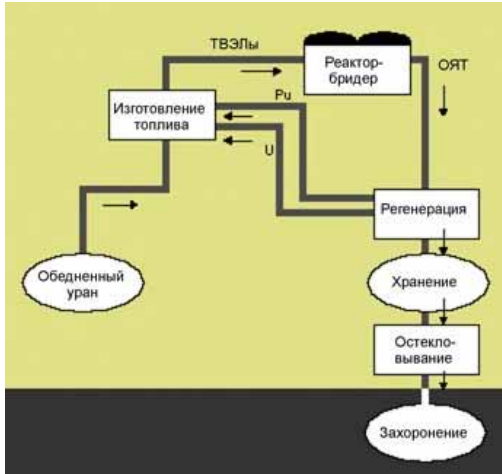 ТВЭЛы
Реактор-
бридер
ОЯТ
Изготовление
топлива
Pu
U
Регенерация
Обедненный
уран
Хранение
Остекло-
вывание
Захоронение